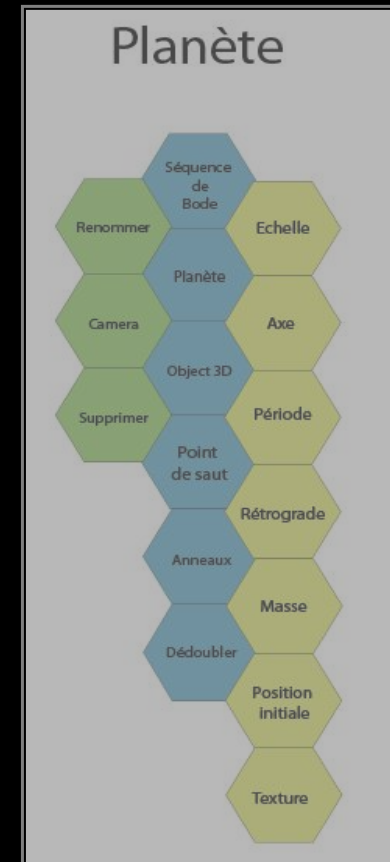 Planète
Séquence
de
Bode
Renommer
Echelle
Planète
Camera
Axe
Object 3D
Supprimer
Période
Point
de saut
Rétrograde
Anneaux
Masse
Dédoubler
Position
initiale
Texture